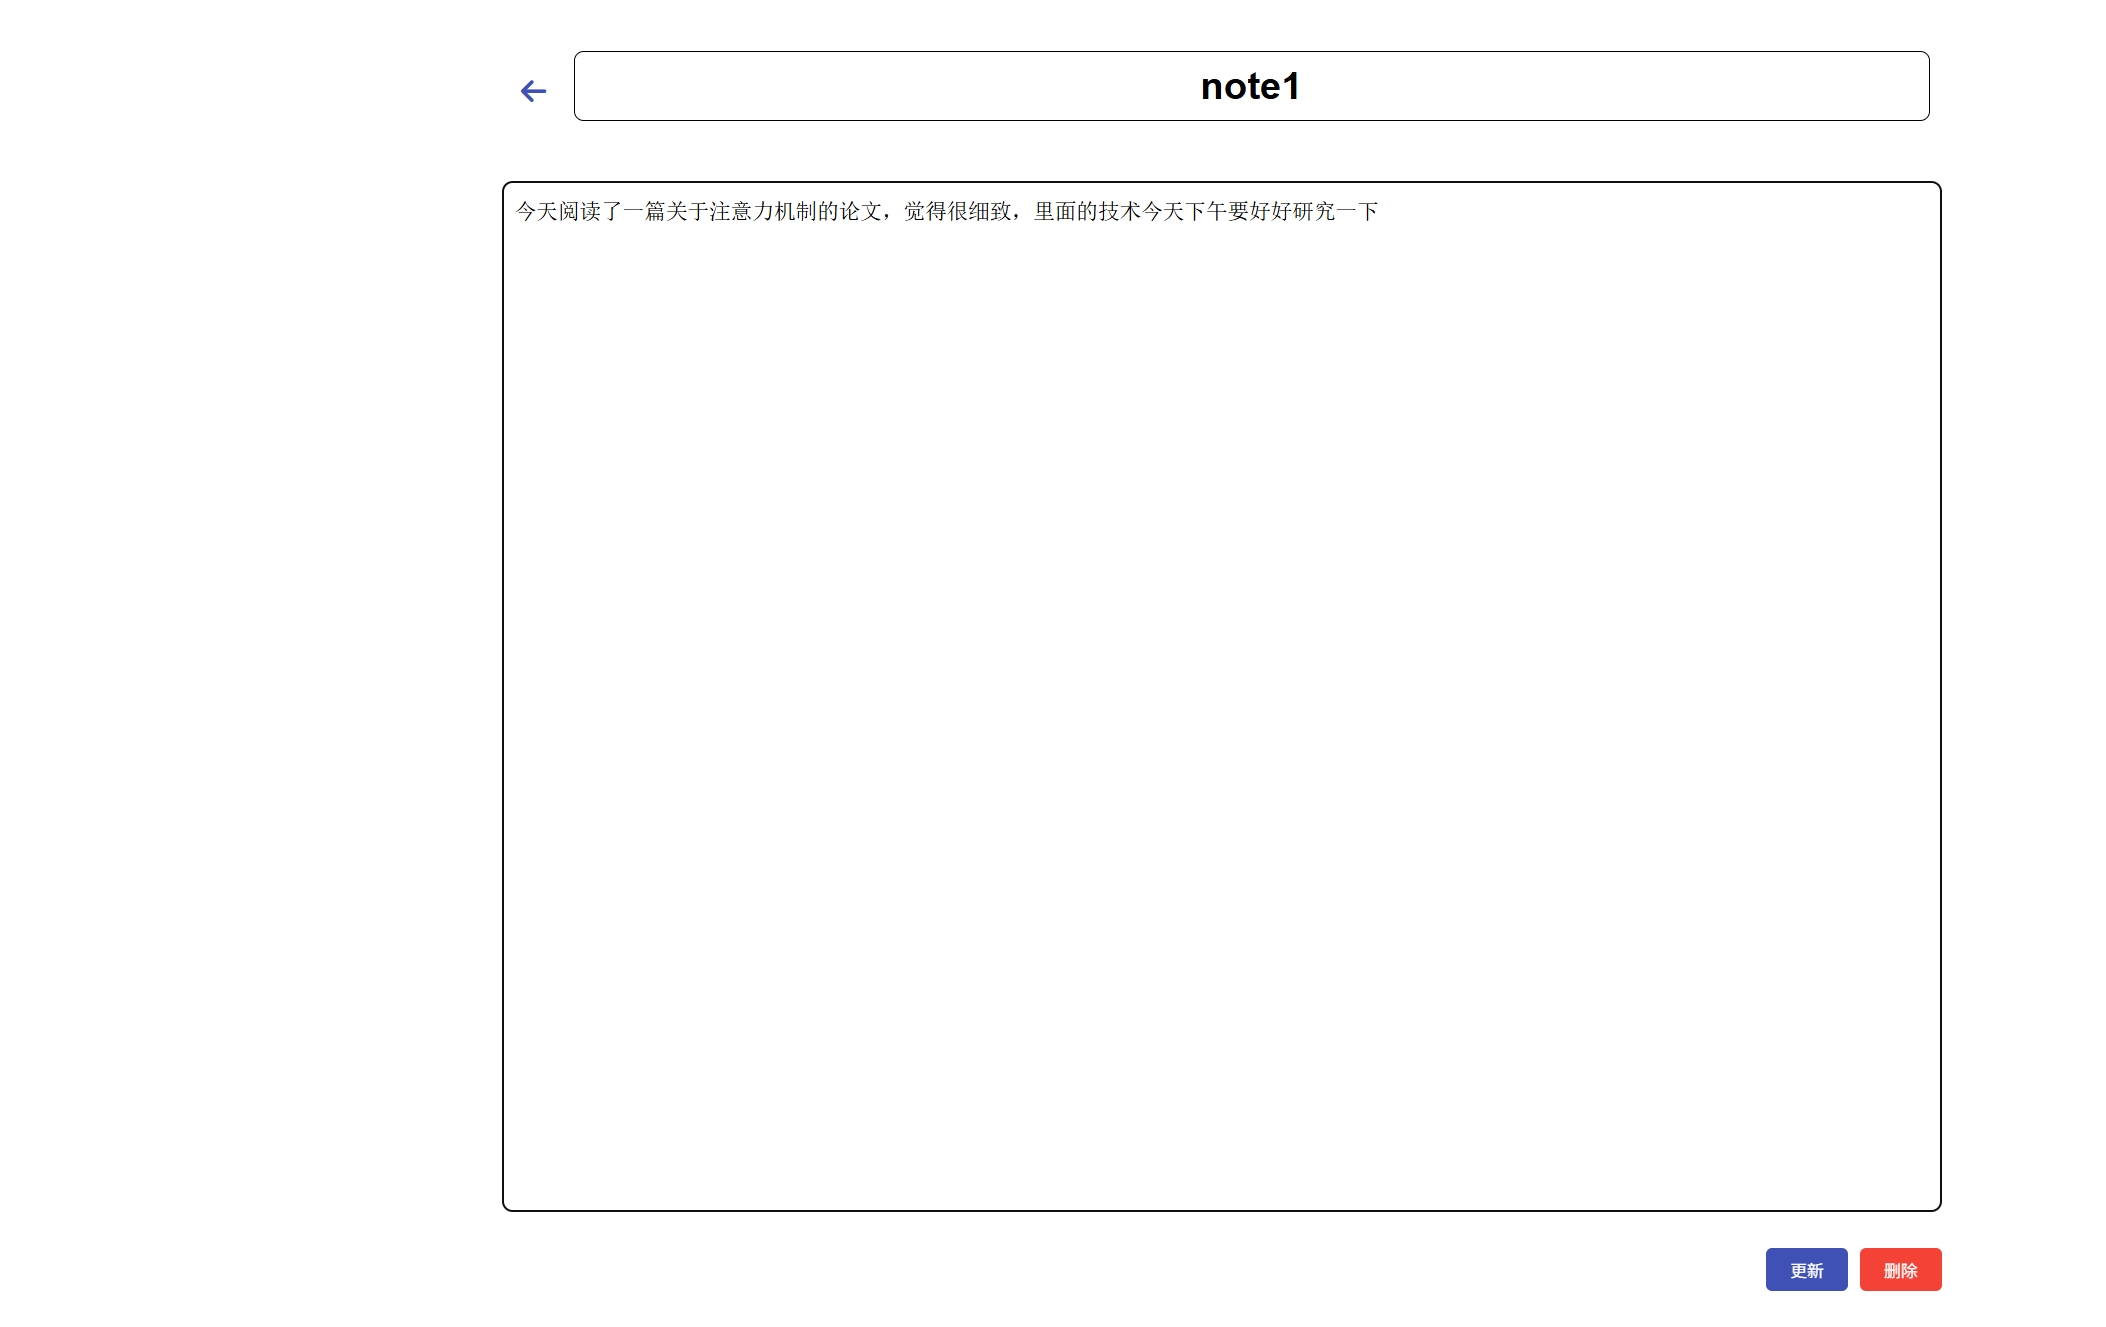 note1
今天阅读了一篇关于注意力机制的论文，觉得很细致，里面的技术今天下午要好好研究一下
更新 删除